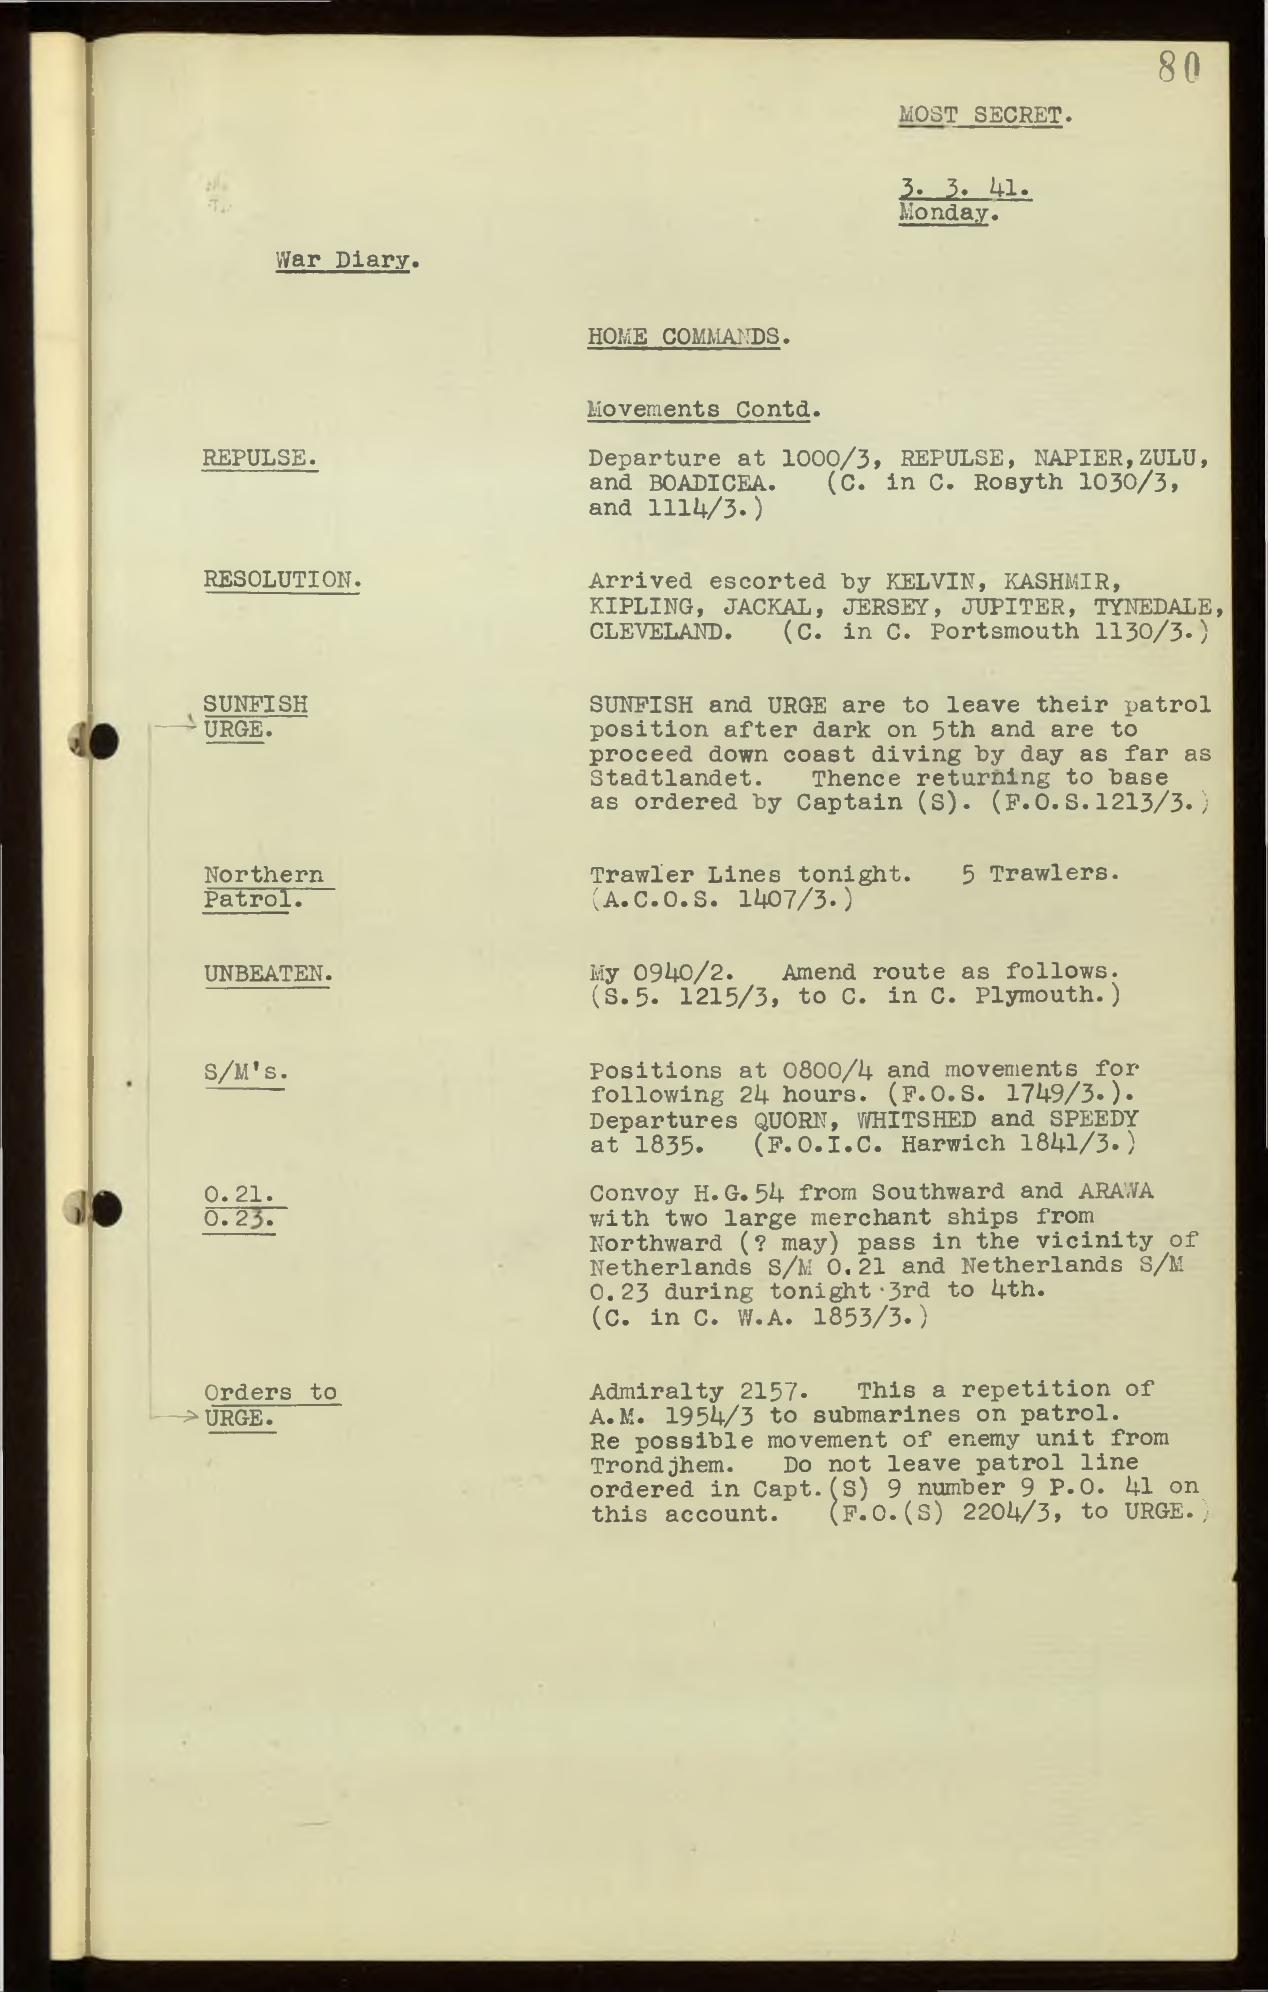 80
MOST SECRET.
3. 3. 41.
Monday.
War Diary.
HOME COMMANDS.
Movements Contd.
REPULSE.
Departure at 1000/3, REPULSE, NAPIER,ZULU,
and BOADICEA. (C. in C. Rosyth 1030/3,
and 1114/3.)
RESOLUTION.
Arrived escorted by KELVIN, KASHMIR,
KIPLING, JACKAL, JERSEY, JUPITER, TYNEDALE,
CLEVELAND. (C. in C. Portsmouth 1130/3.)
SUNFISH
URGE.
SUNFISH and URGE are to leave their patrol
position after dark on 5th and are to
proceed down coast diving by day as far as
Stadtlandet. Thence returning to base
as ordered by Captain (S). (F.O.S.1213/3.)
Northern
Patrol.
Trawler Lines tonight. 5 Trawlers.
(A.C.O.S. 1407/3.)
UNBEATEN.
My 0940/2. Amend route as follows.
(S.5. 1215/3, to C. in C. Plymouth.)
S/M's.
Positions at 0800/4 and movements for
following 24 hours. (F.O.S. 1749/3.).
Departures QUORN, WHITSHED and SPEEDY
at 1835. (F.O.I.C. Harwich 1841/3.)
O.21.
O.23.
Convoy H.G.54 from Southward and ARAWA
with two large merchant ships from
Northward (? may) pass in the vicinity of
Netherlands S/M O.21 and Netherlands S/M
O.23 during tonight 3rd to 4th.
(C. in C. W.A. 1853/3.)
Orders to
URGE.
Admiralty 2157. This a repetition of
A.M. 1954/3 to submarines on patrol.
Re possible movement of enemy unit from
Trondjhem. Do not leave patrol line
ordered in Capt.(S) 9 number 9 P.O. 41 on
this account. (F.O.(S) 2204/3, to URGE.)